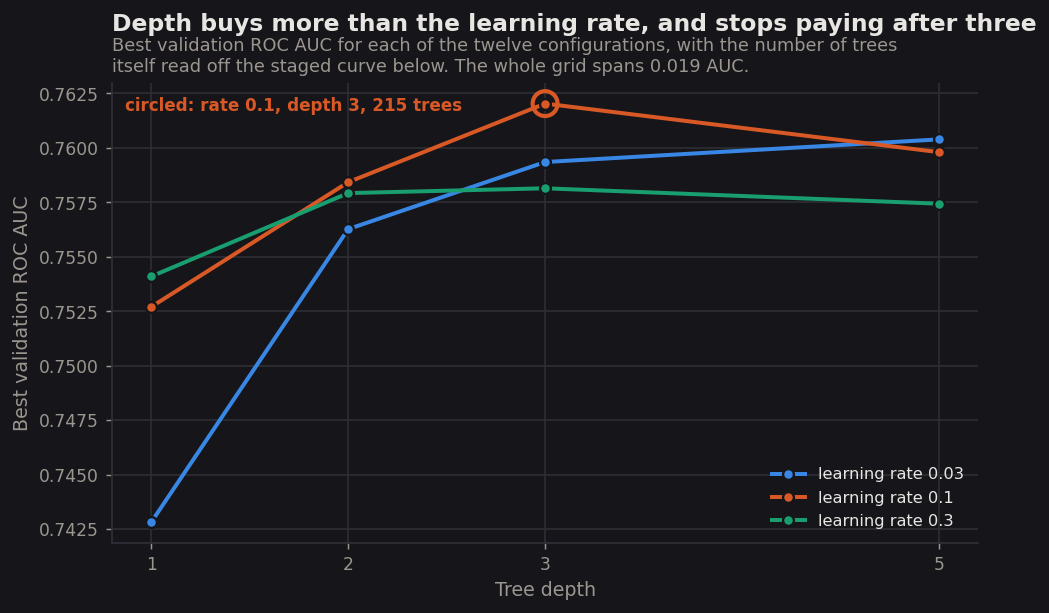 Depth buys more than the learning rate, and stops paying after three
Best validation ROC AUC for each of the twelve configurations, with the number of trees
itself read off the staged curve below. The whole grid spans 0.019 AUC.
circled: rate 0.1, depth 3, 215 trees
Best validation ROC AUC
0.7625
0.7600
0.7575
0.7550
0.7525
0.7500
0.7475
0.7450
0.7425
learning rate 0.03
learning rate 0.1
learning rate 0.3
1 2 3 5
Tree depth